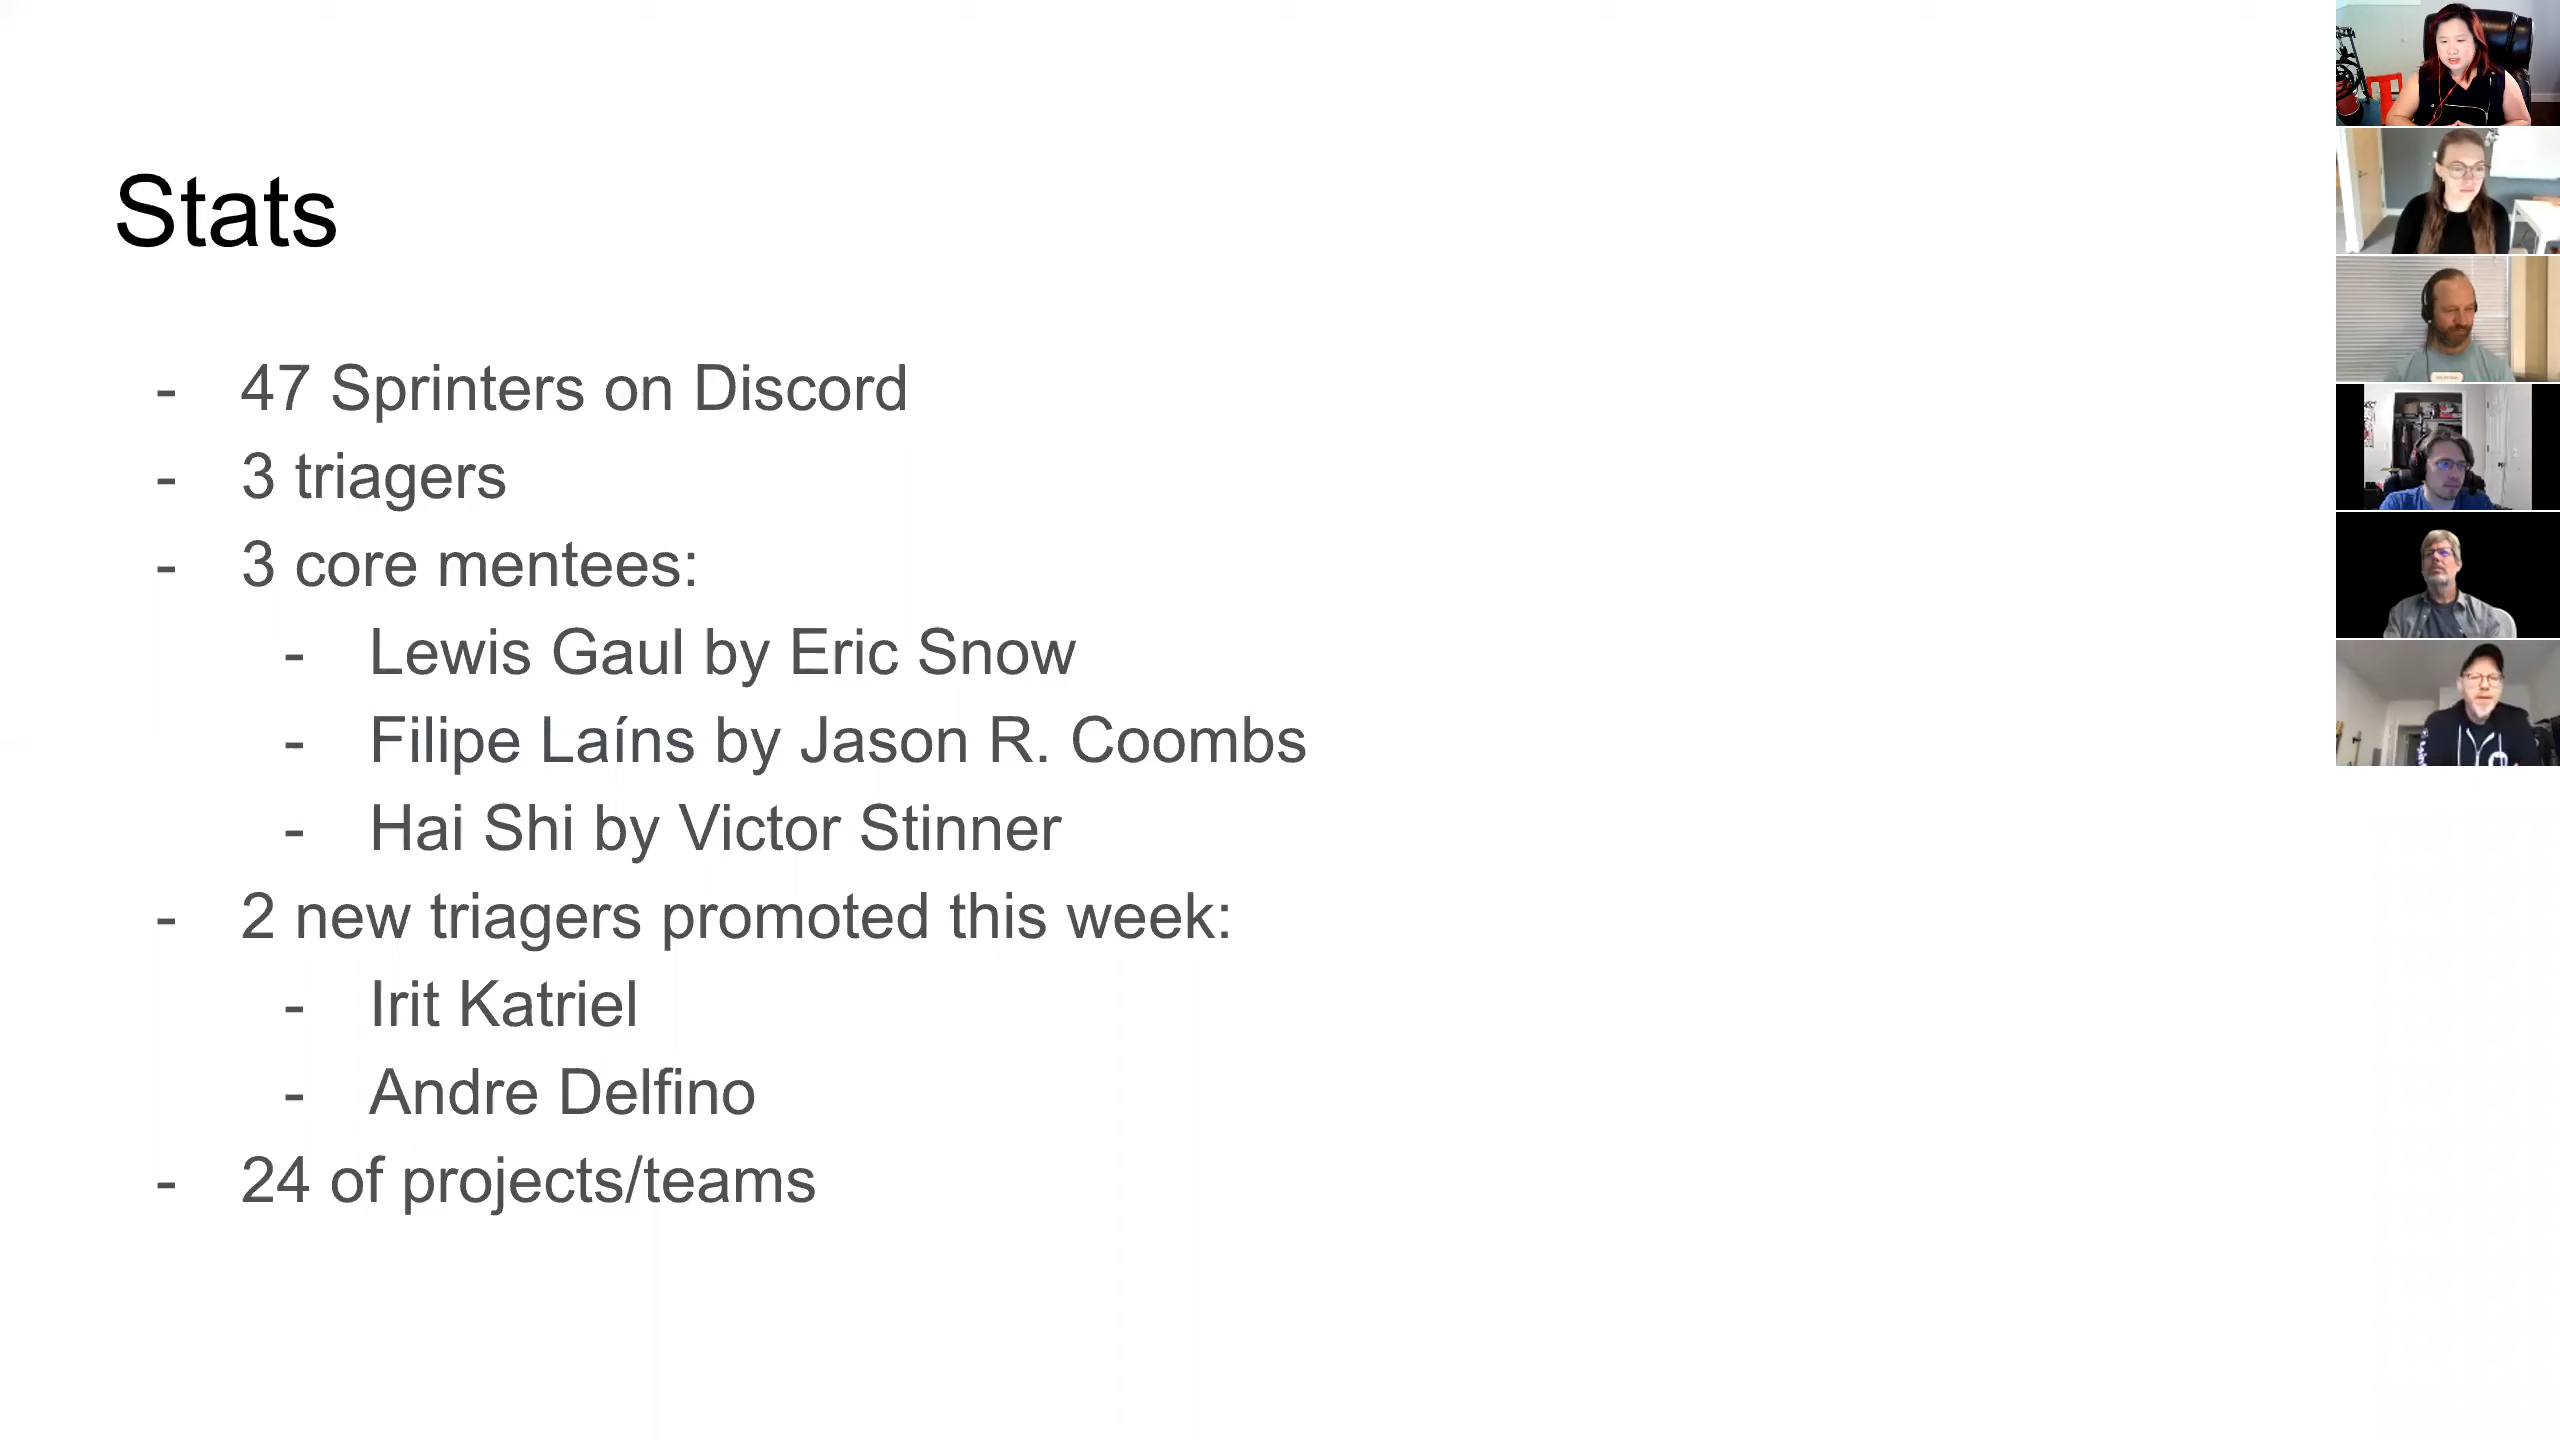 Stats
- 47 Sprinters on Discord
- 3 triagers
- 3 core mentees:
- Lewis Gaul by Eric Snow
- Filipe Laíns by Jason R. Coombs
- Hai Shi by Victor Stinner
- 2 new triagers promoted this week:
- Irit Katriel
- Andre Delfino
- 24 of projects/teams